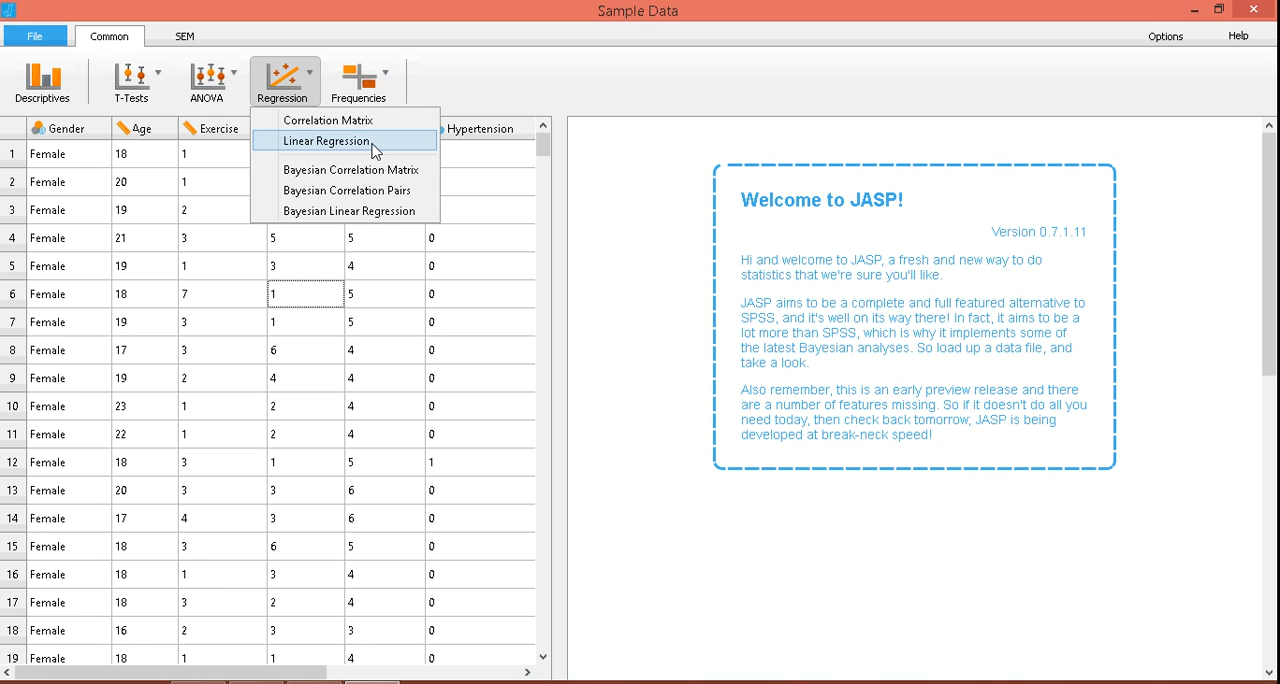 Sample Data
File Common SEM Options Help
Descriptives T-Tests ANOVA Regression Frequencies
Correlation Matrix
Linear Regression
Bayesian Correlation Matrix
Bayesian Correlation Pairs
Bayesian Linear Regression
Gender Age Exercise Hypertension
1 Female 18 1
2 Female 20 1
3 Female 19 2
4 Female 21 3 5 5 0
5 Female 19 1 3 4 0
6 Female 18 7 1 5 0
7 Female 19 3 1 5 0
8 Female 17 3 6 4 0
9 Female 19 2 4 4 0
10 Female 23 1 2 4 0
11 Female 22 1 2 4 0
12 Female 18 3 1 5 1
13 Female 20 3 3 6 0
14 Female 17 4 3 6 0
15 Female 18 3 6 5 0
16 Female 18 1 3 4 0
17 Female 18 3 2 4 0
18 Female 16 2 3 3 0
19 Female 18 1 1 4 0
Welcome to JASP!
Version 0.7.1.11
Hi and welcome to JASP, a fresh and new way to do
statistics that we're sure you'll like.
JASP aims to be a complete and full featured alternative to
SPSS, and it's well on its way there! In fact, it aims to be a
lot more than SPSS, which is why it implements some of
the latest Bayesian analyses. So load up a data file, and
take a look.
Also remember, this is an early preview release and there
are a number of features missing. So if it doesn't do all you
need today, then check back tomorrow, JASP is being
developed at break-neck speed!